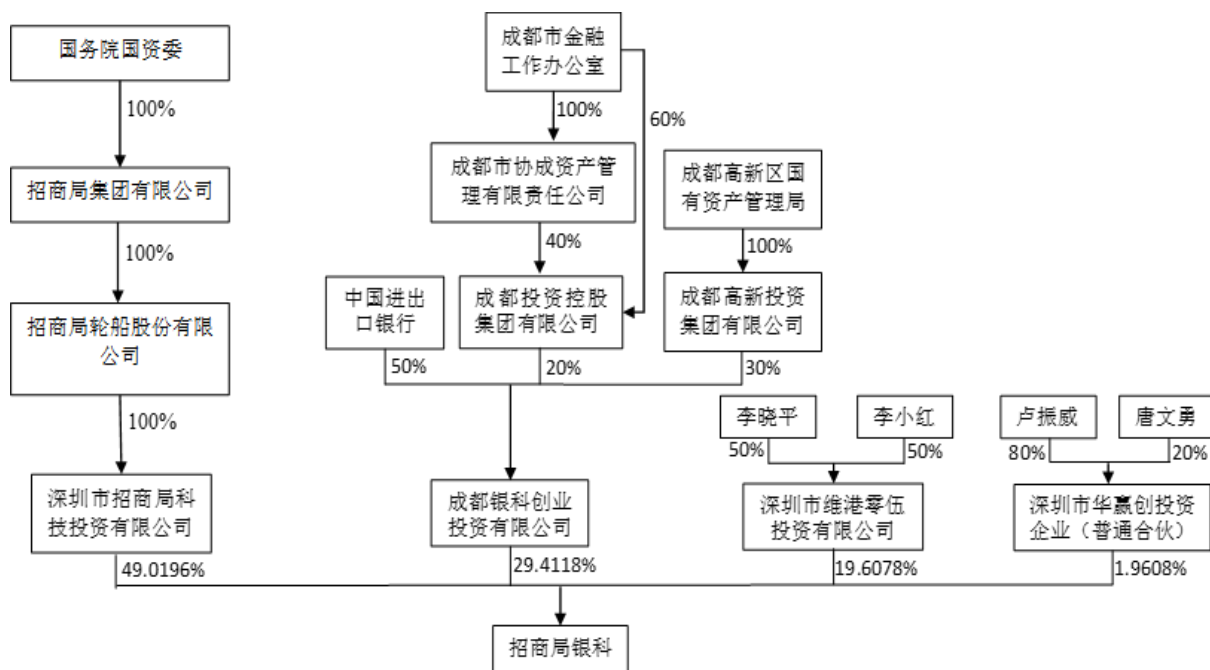 国务院国资委
成都市金融
工作办公室
100%
100%
60%
招商局集团有限公司
成都市协成资产管
理有限责任公司
成都高新区国
有资产管理局
100%
40%
100%
招商局轮船股份有限
公司
中国进出
口银行
成都投资控股
集团有限公司
成都高新投资
集团有限公司
50%
20%
30%
100%
李晓平
李小红
卢振威
唐文勇
50%
50%
80%
20%
深圳市招商局科
技投资有限公司
成都银科创业
投资有限公司
深圳市维港零伍
投资有限公司
深圳市华赢创投资
企业（普通合伙）
49.0196%
29.4118%
19.6078%
1.9608%
招商局银科